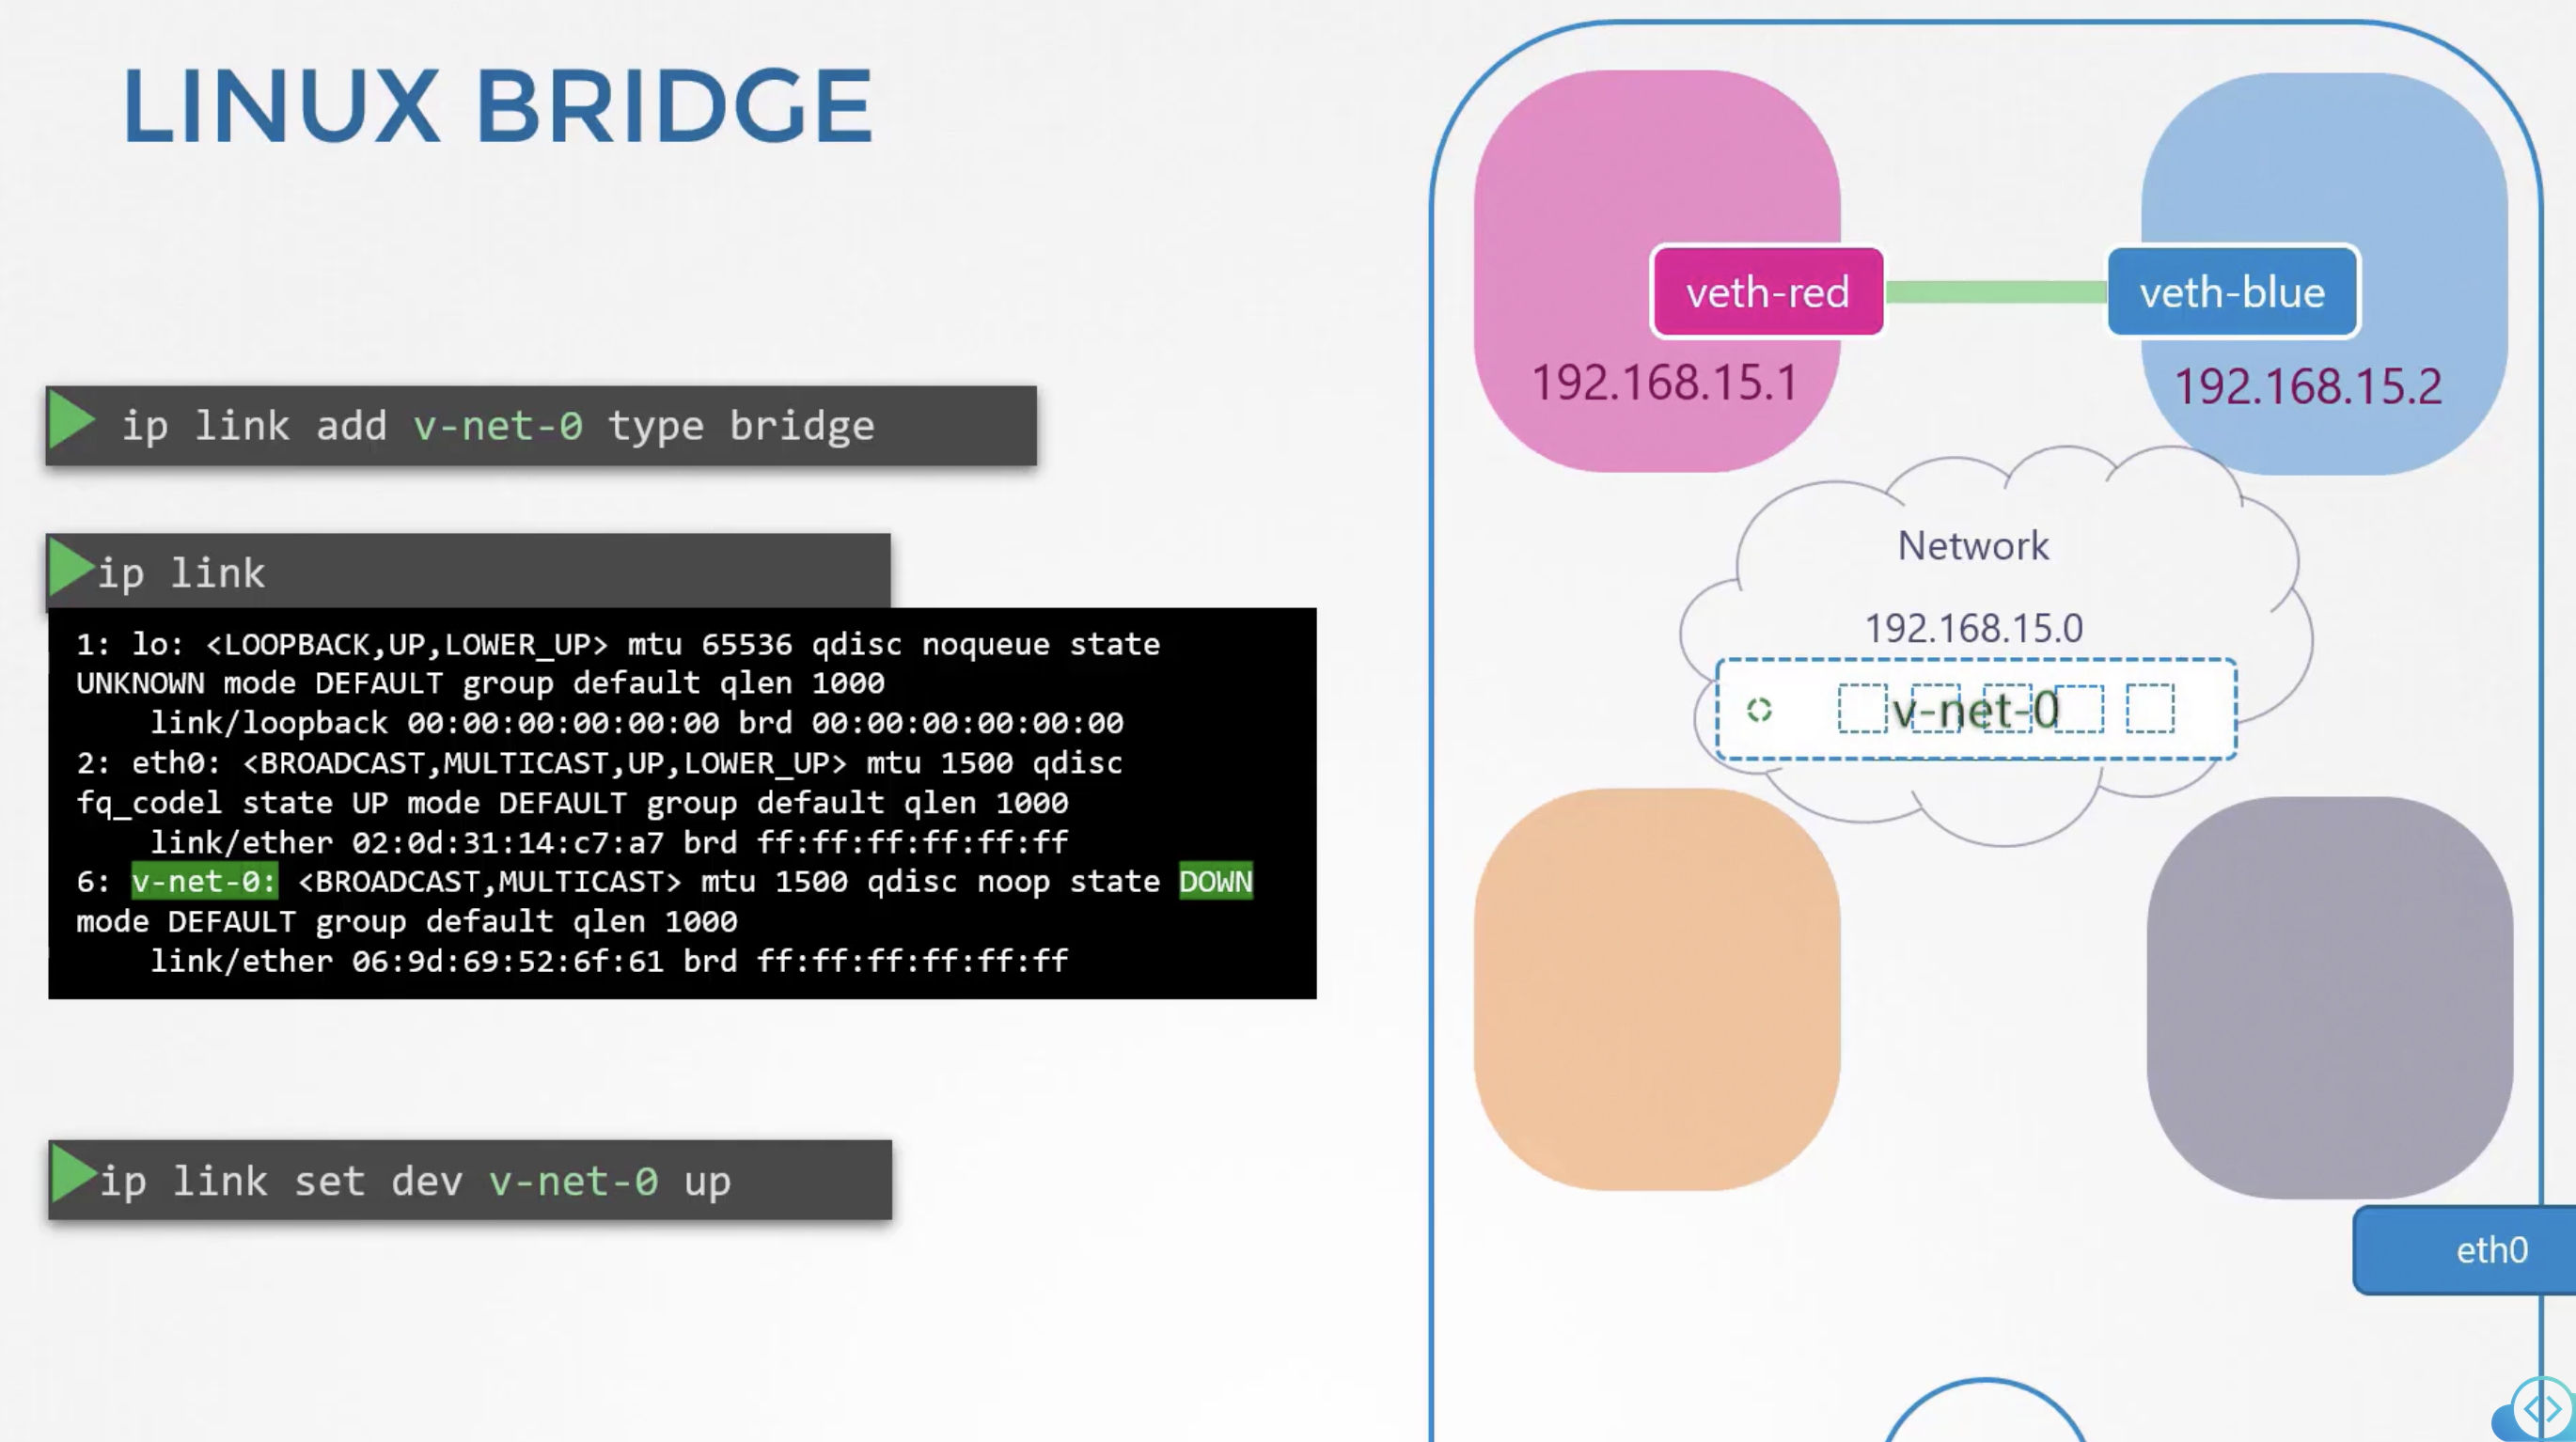 LINUX BRIDGE
ip link add v-net-0 type bridge
ip link
1: lo: <LOOPBACK,UP,LOWER_UP> mtu 65536 qdisc noqueue state
UNKNOWN mode DEFAULT group default qlen 1000
link/loopback 00:00:00:00:00:00 brd 00:00:00:00:00:00
2: eth0: <BROADCAST,MULTICAST,UP,LOWER_UP> mtu 1500 qdisc
fq_codel state UP mode DEFAULT group default qlen 1000
link/ether 02:0d:31:14:c7:a7 brd ff:ff:ff:ff:ff:ff
6: v-net-0: <BROADCAST,MULTICAST> mtu 1500 qdisc noop state DOWN
mode DEFAULT group default qlen 1000
link/ether 06:9d:69:52:6f:61 brd ff:ff:ff:ff:ff:ff
ip link set dev v-net-0 up
veth-red
veth-blue
192.168.15.1
192.168.15.2
Network
192.168.15.0
v-net-0
eth0